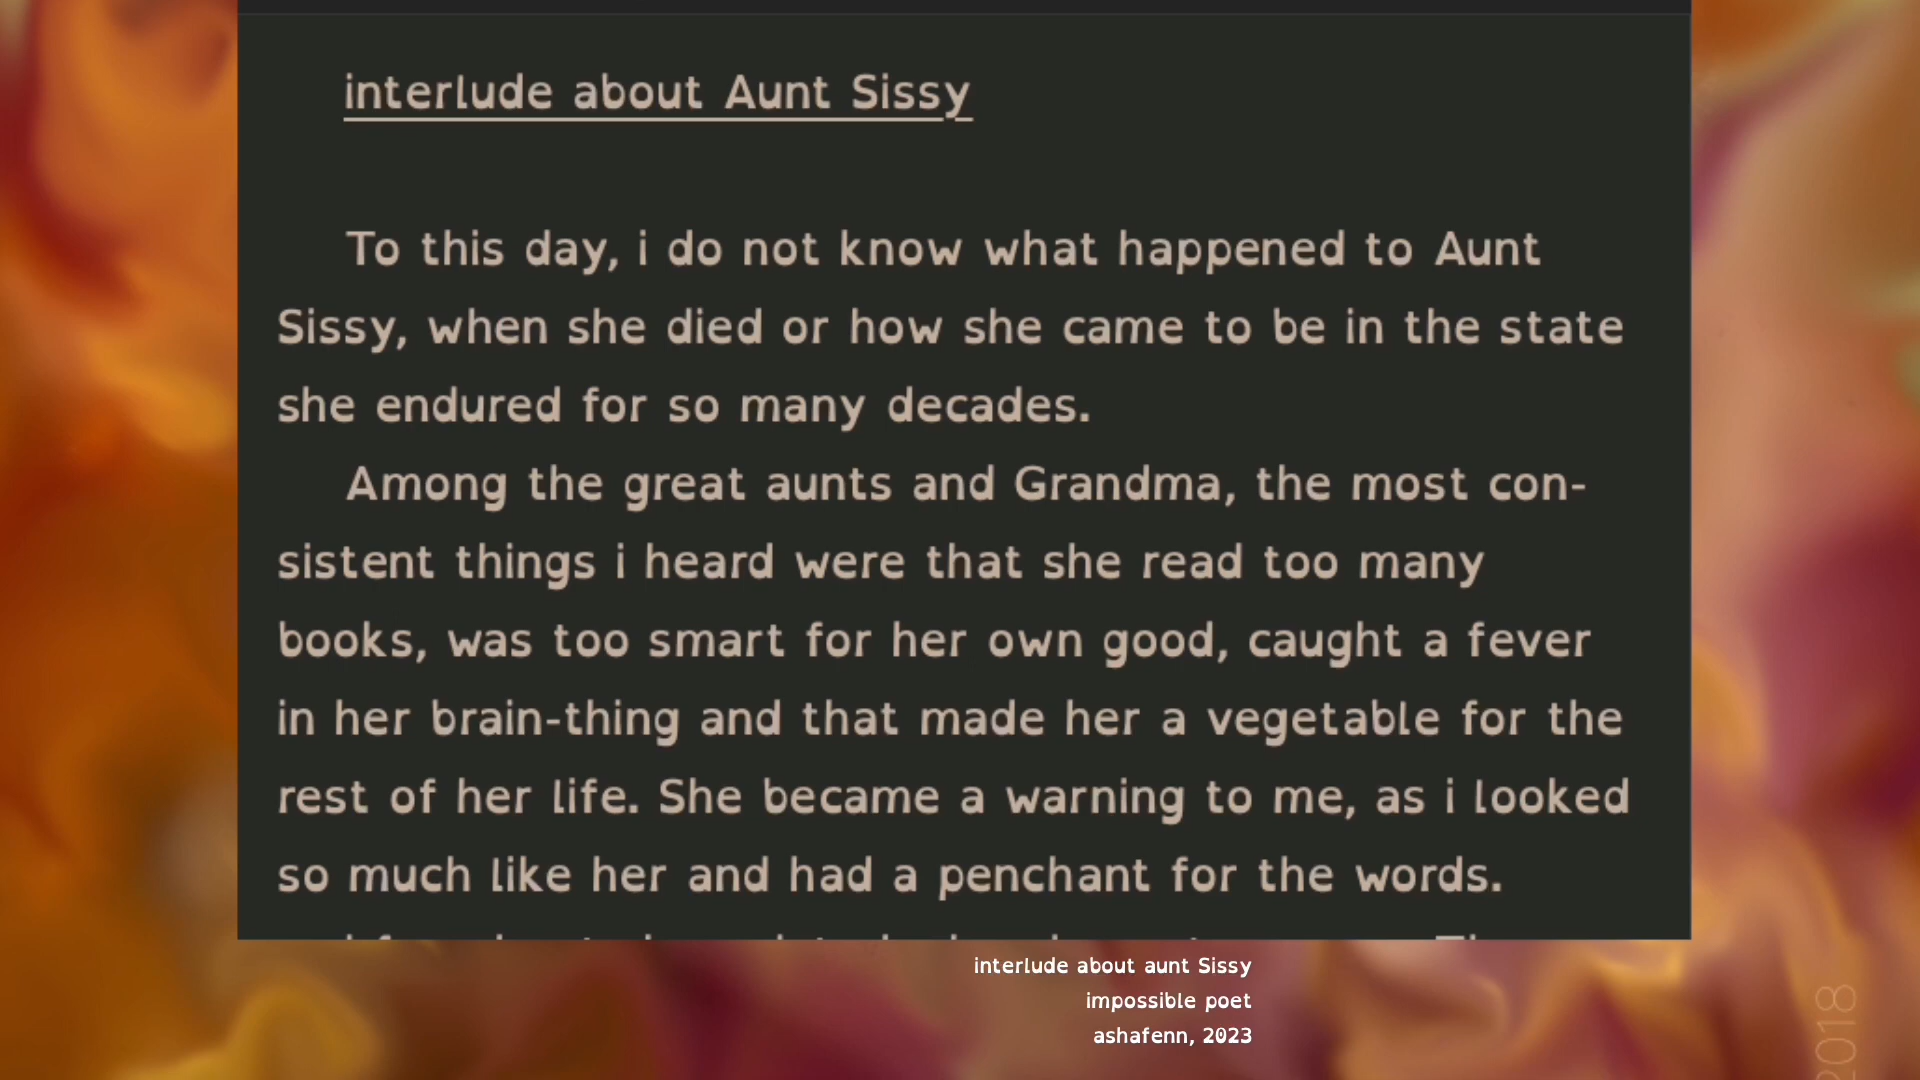 interlude about Aunt Sissy
To this day, i do not know what happened to Aunt
Sissy, when she died or how she came to be in the state
she endured for so many decades.
Among the great aunts and Grandma, the most con-
sistent things i heard were that she read too many
books, was too smart for her own good, caught a fever
in her brain-thing and that made her a vegetable for the
rest of her life. She became a warning to me, as i looked
so much like her and had a penchant for the words.
interlude about aunt Sissy
impossible poet
ashafenn, 2023
2018